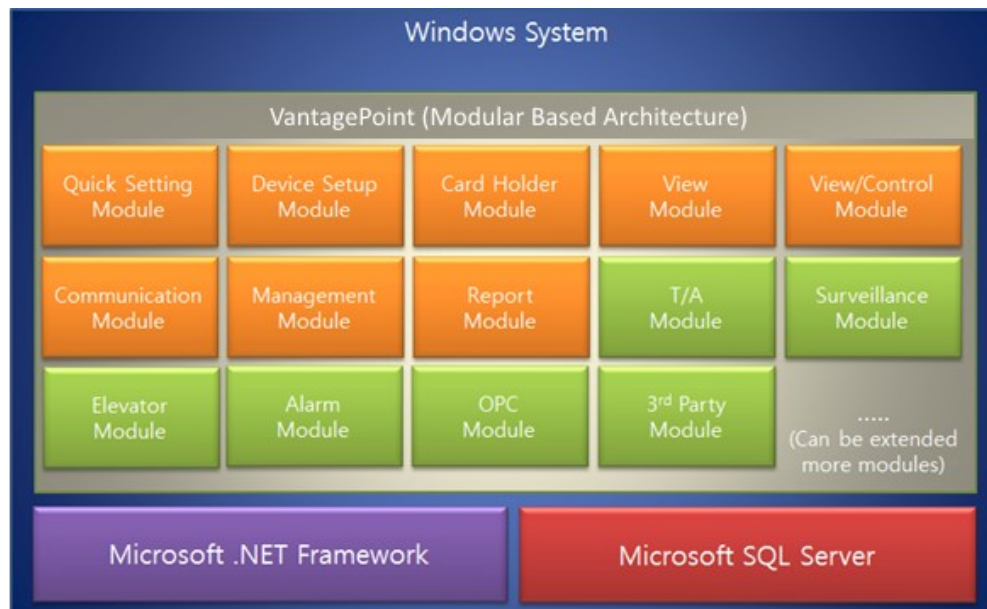 Windows System
VantagePoint (Modular Based Architecture)
Quick Setting
Module
Device Setup
Module
Card Holder
Module
View
Module
View/Control
Module
Communication
Module
Management
Module
Report
Module
T/A
Module
Surveillance
Module
Elevator
Module
Alarm
Module
OPC
Module
3rd Party
Module
.....
(Can be extended
more modules)
Microsoft .NET Framework
Microsoft SQL Server